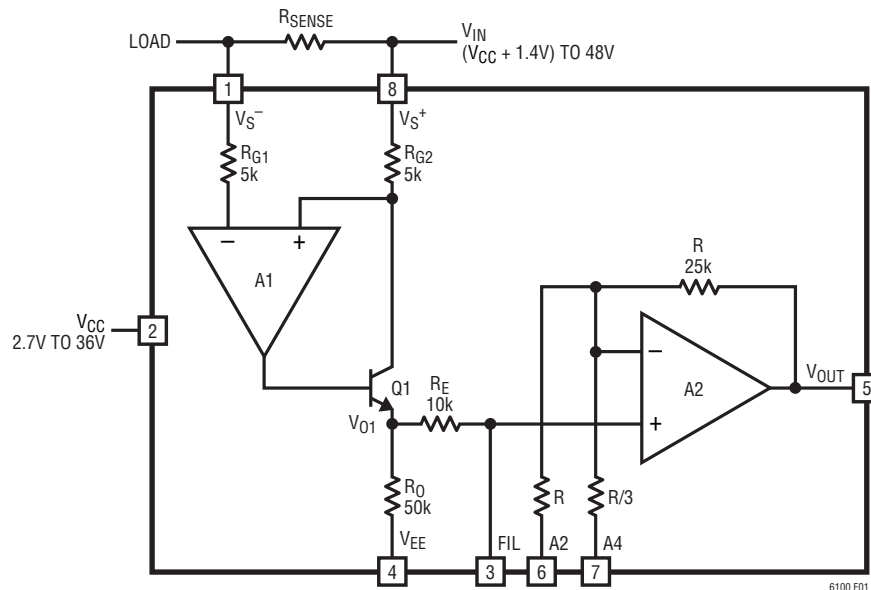 RSENSE
LOAD
VIN
(VCC + 1.4V) TO 48V
1
8
VS–
VS+
RG1
5k
RG2
5k
–
+
A1
R
25k
VCC
2.7V TO 36V
2
–
+
A2
VOUT
5
Q1
RE
10k
VO1
RO
50k
R
R/3
VEE
FIL
A2
A4
4
3
6
7
6100 F01